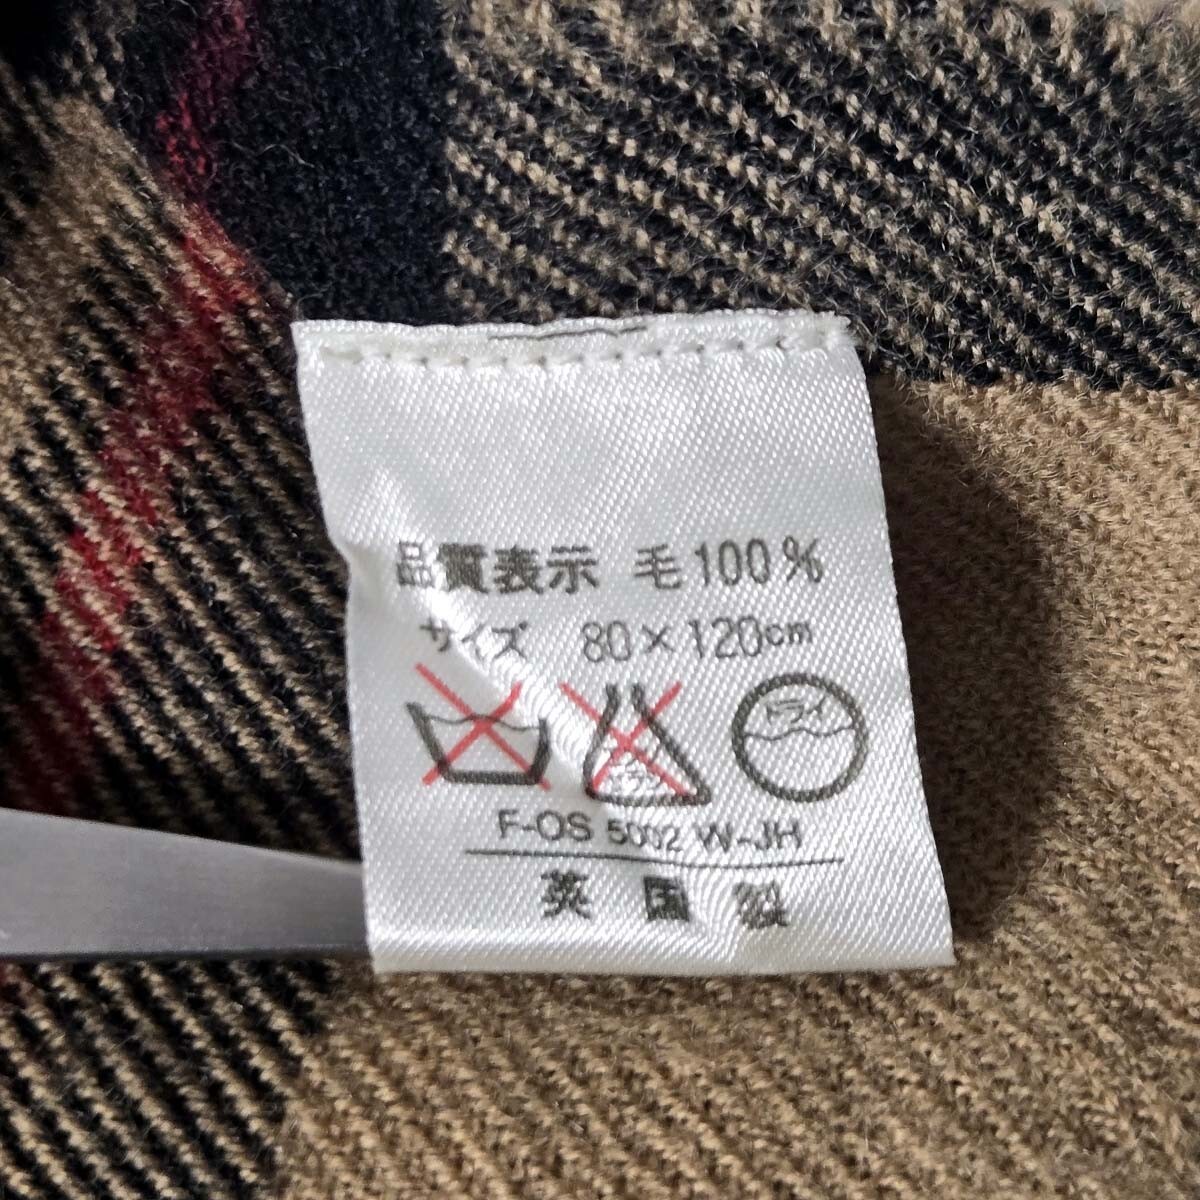 品質表示 毛100%
サイズ 80×120cm
ドライ
F-OS 5002 W-JH
英国製